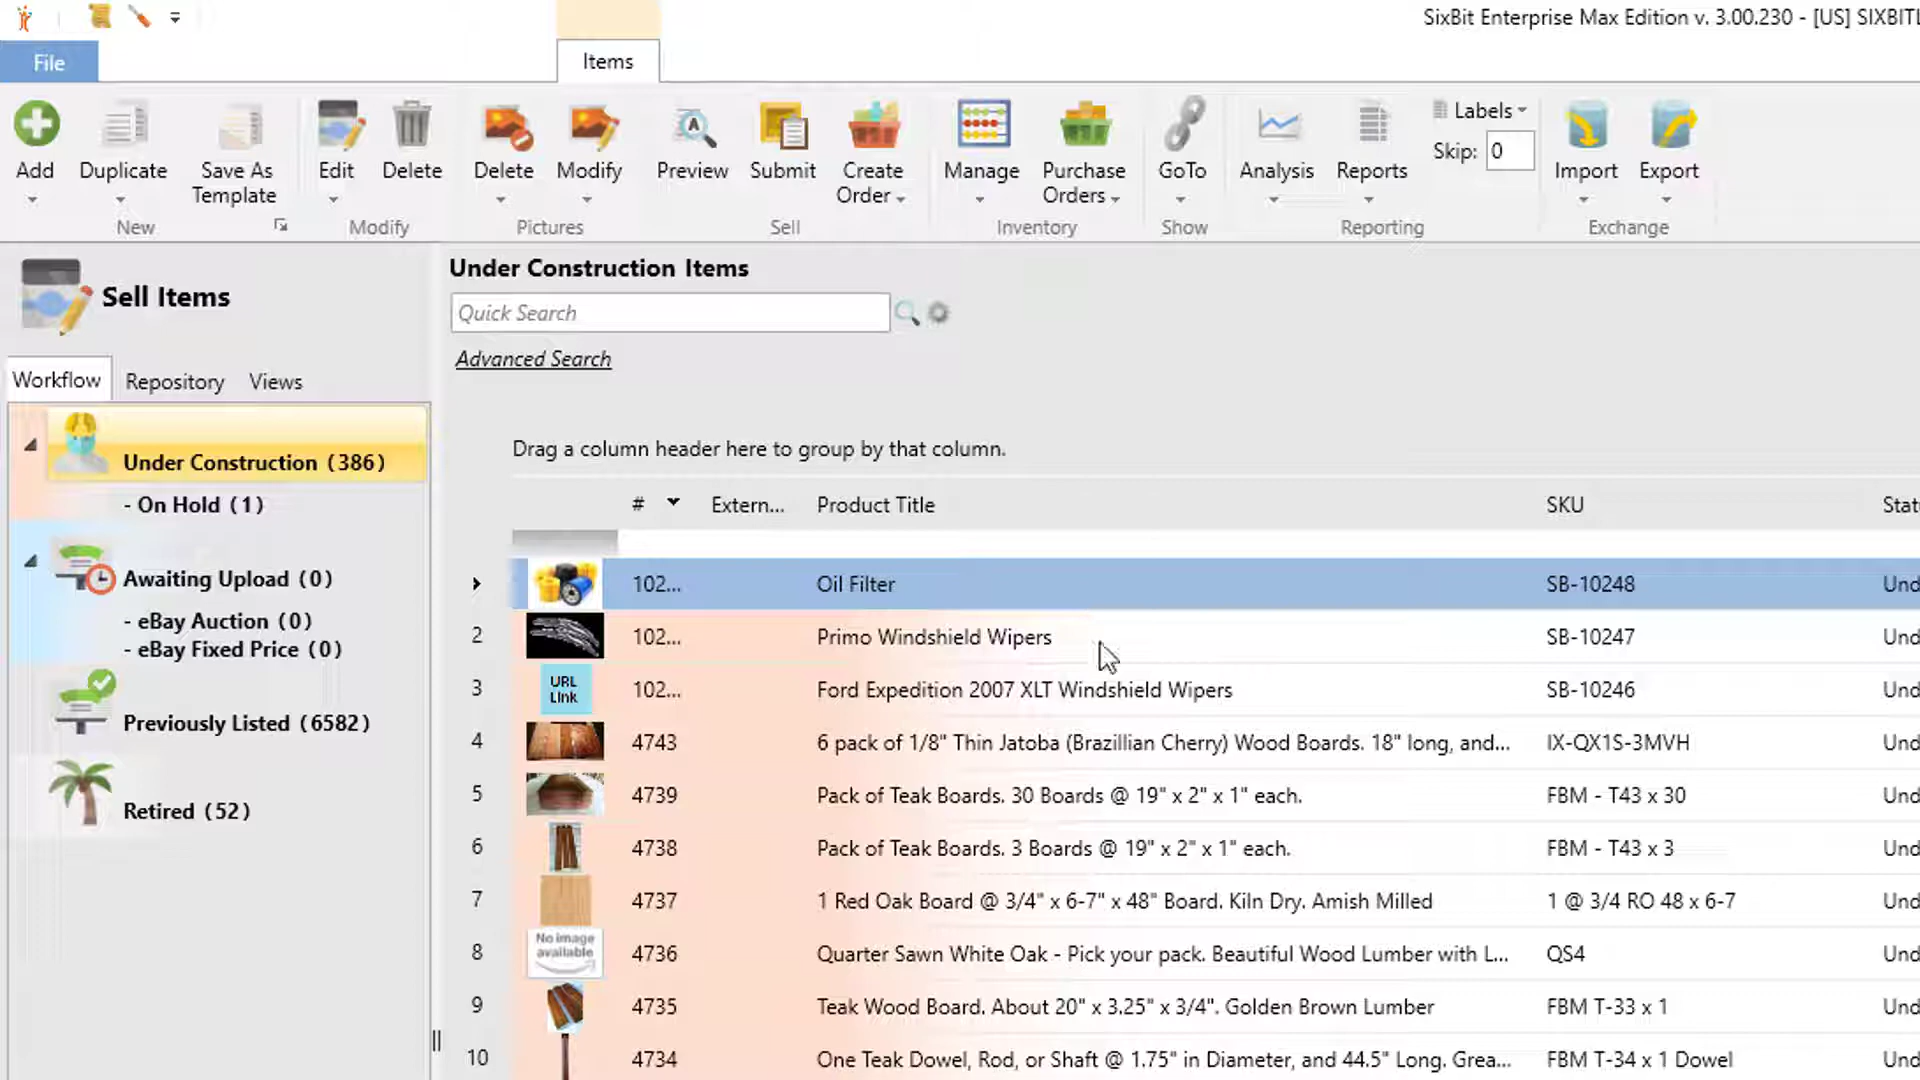 SixBit Enterprise Max Edition v. 3.00.230 - [US] SIXBITL
File
Items
Add
Duplicate
Save As
Template
Edit
Delete
Delete
Modify
Preview
Submit
Create
Order
Manage
Purchase
Orders
GoTo
Analysis
Reports
Labels
Skip: 0
Import
Export
New
Modify
Pictures
Sell
Inventory
Show
Reporting
Exchange
Sell Items
Workflow
Repository
Views
Under Construction (386)
- On Hold (1)
Awaiting Upload (0)
- eBay Auction (0)
- eBay Fixed Price (0)
Previously Listed (6582)
Retired (52)
Under Construction Items
Quick Search
Advanced Search
Drag a column header here to group by that column.
# Extern... Product Title SKU Statu
102... Oil Filter SB-10248 Und
2 102... Primo Windshield Wipers SB-10247 Und
3 URL Link 102... Ford Expedition 2007 XLT Windshield Wipers SB-10246 Und
4 4743 6 pack of 1/8" Thin Jatoba (Brazillian Cherry) Wood Boards. 18" long, and... IX-QX1S-3MVH Und
5 4739 Pack of Teak Boards. 30 Boards @ 19" x 2" x 1" each. FBM - T43 x 30 Und
6 4738 Pack of Teak Boards. 3 Boards @ 19" x 2" x 1" each. FBM - T43 x 3 Und
7 4737 1 Red Oak Board @ 3/4" x 6-7" x 48" Board. Kiln Dry. Amish Milled 1 @ 3/4 RO 48 x 6-7 Und
8 No image available 4736 Quarter Sawn White Oak - Pick your pack. Beautiful Wood Lumber with L... QS4 Und
9 4735 Teak Wood Board. About 20" x 3.25" x 3/4". Golden Brown Lumber FBM T-33 x 1 Und
10 4734 One Teak Dowel, Rod, or Shaft @ 1.75" in Diameter, and 44.5" Long. Grea... FBM T-34 x 1 Dowel Und